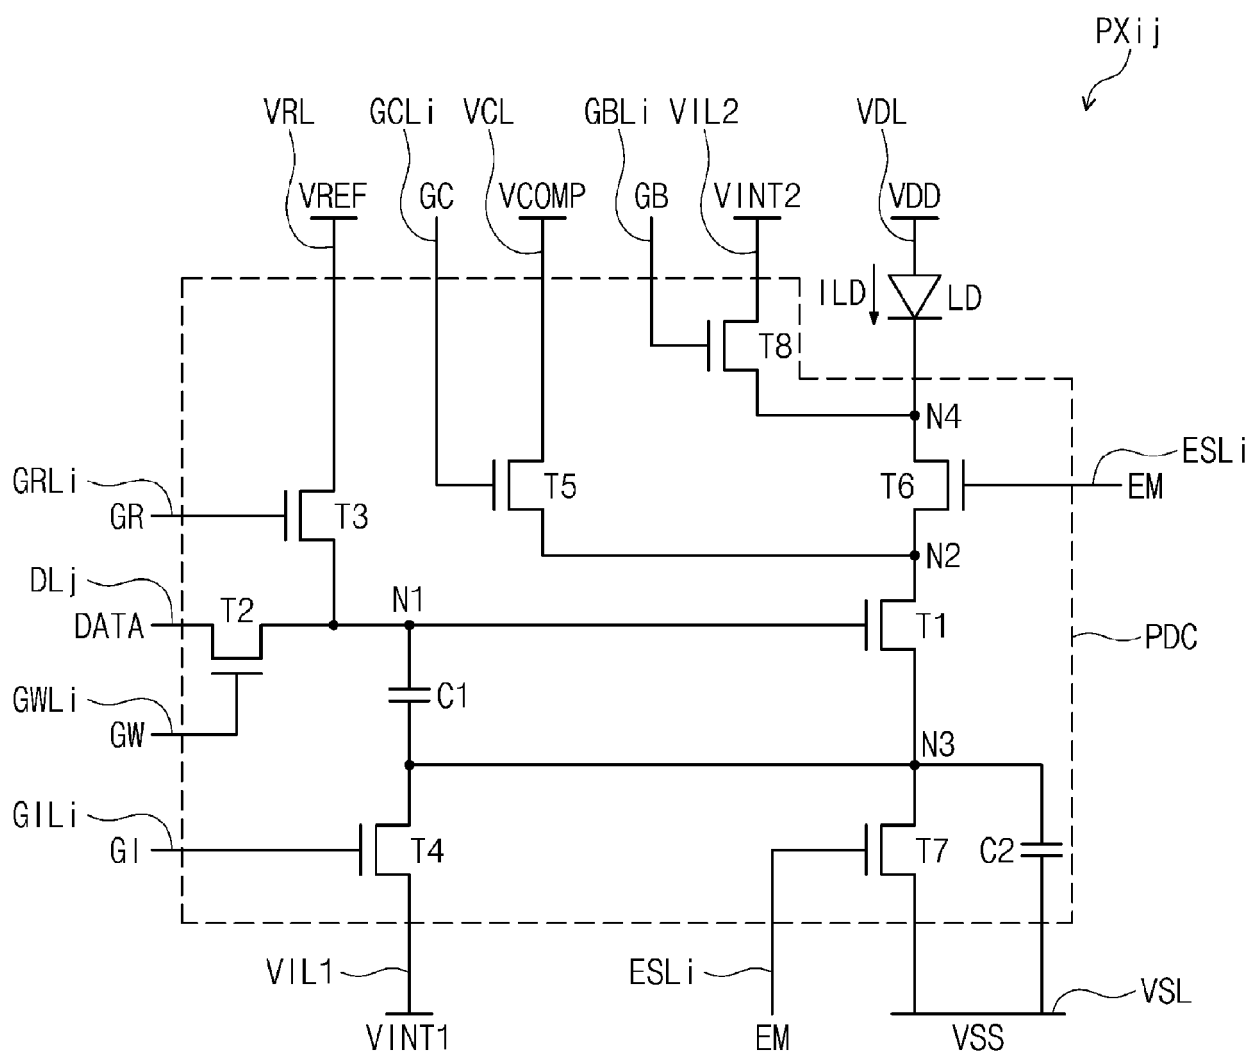 PXij
VRL GCLi VCL GBLi VIL2 VDL
VREF GC VCOMP GB VINT2 VDD
ILD LD
T8
N4
ESLi
GRLi
T5 T6 EM
GR T3
N2
DLj
T2 N1
DATA T1
PDC
GWLi C1
GW
N3
GILi
GI T4 T7 C2
VIL1 ESLi
VSL
VINT1 EM VSS